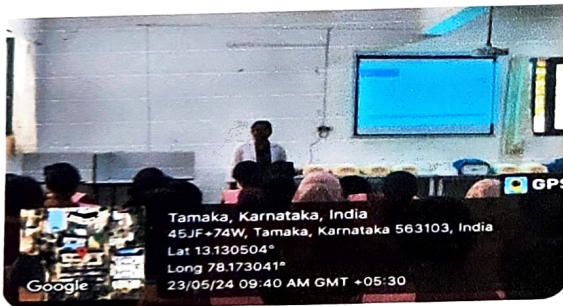 GPS
Tamaka, Karnataka, India
45JF+74W, Tamaka, Karnataka 563103, India
Lat 13.130504°
Long 78.173041°
23/05/24 09:40 AM GMT +05:30
Google